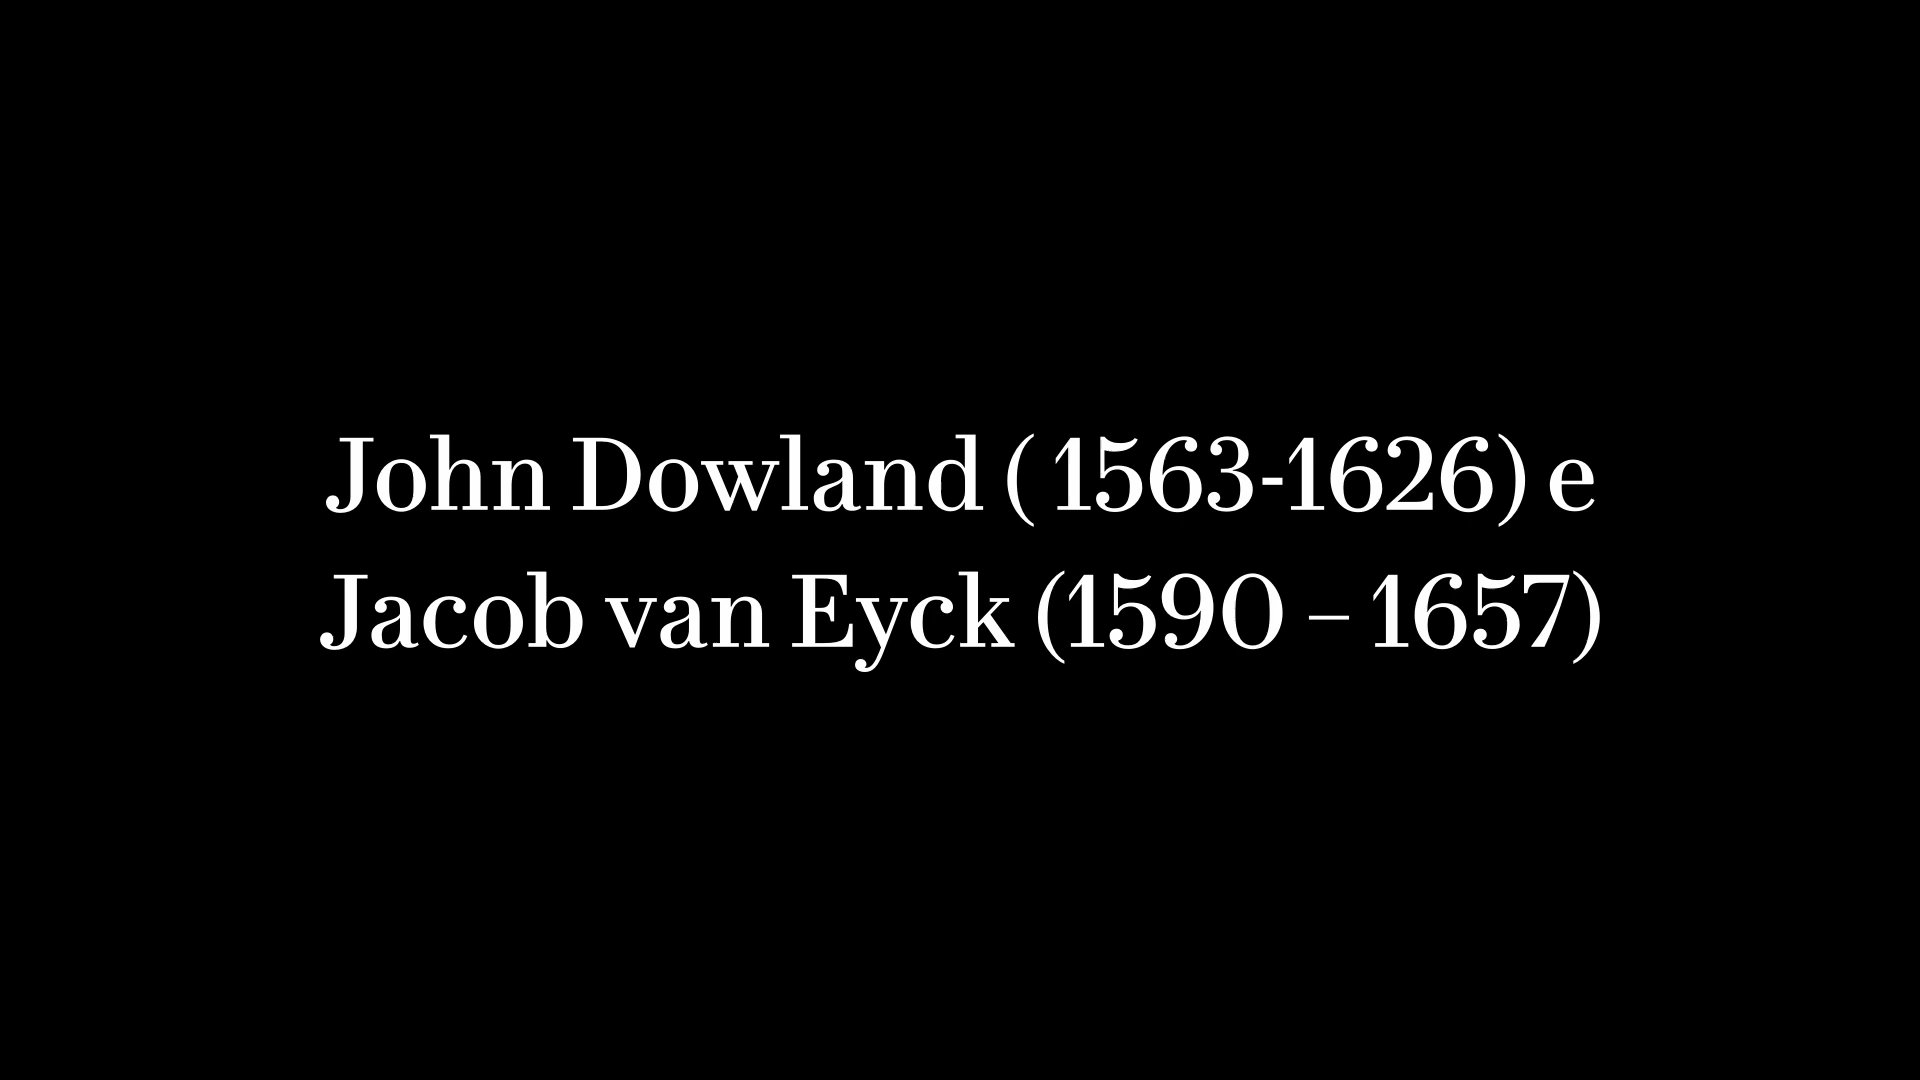 John Dowland ( 1563-1626) e
Jacob van Eyck (1590 – 1657)